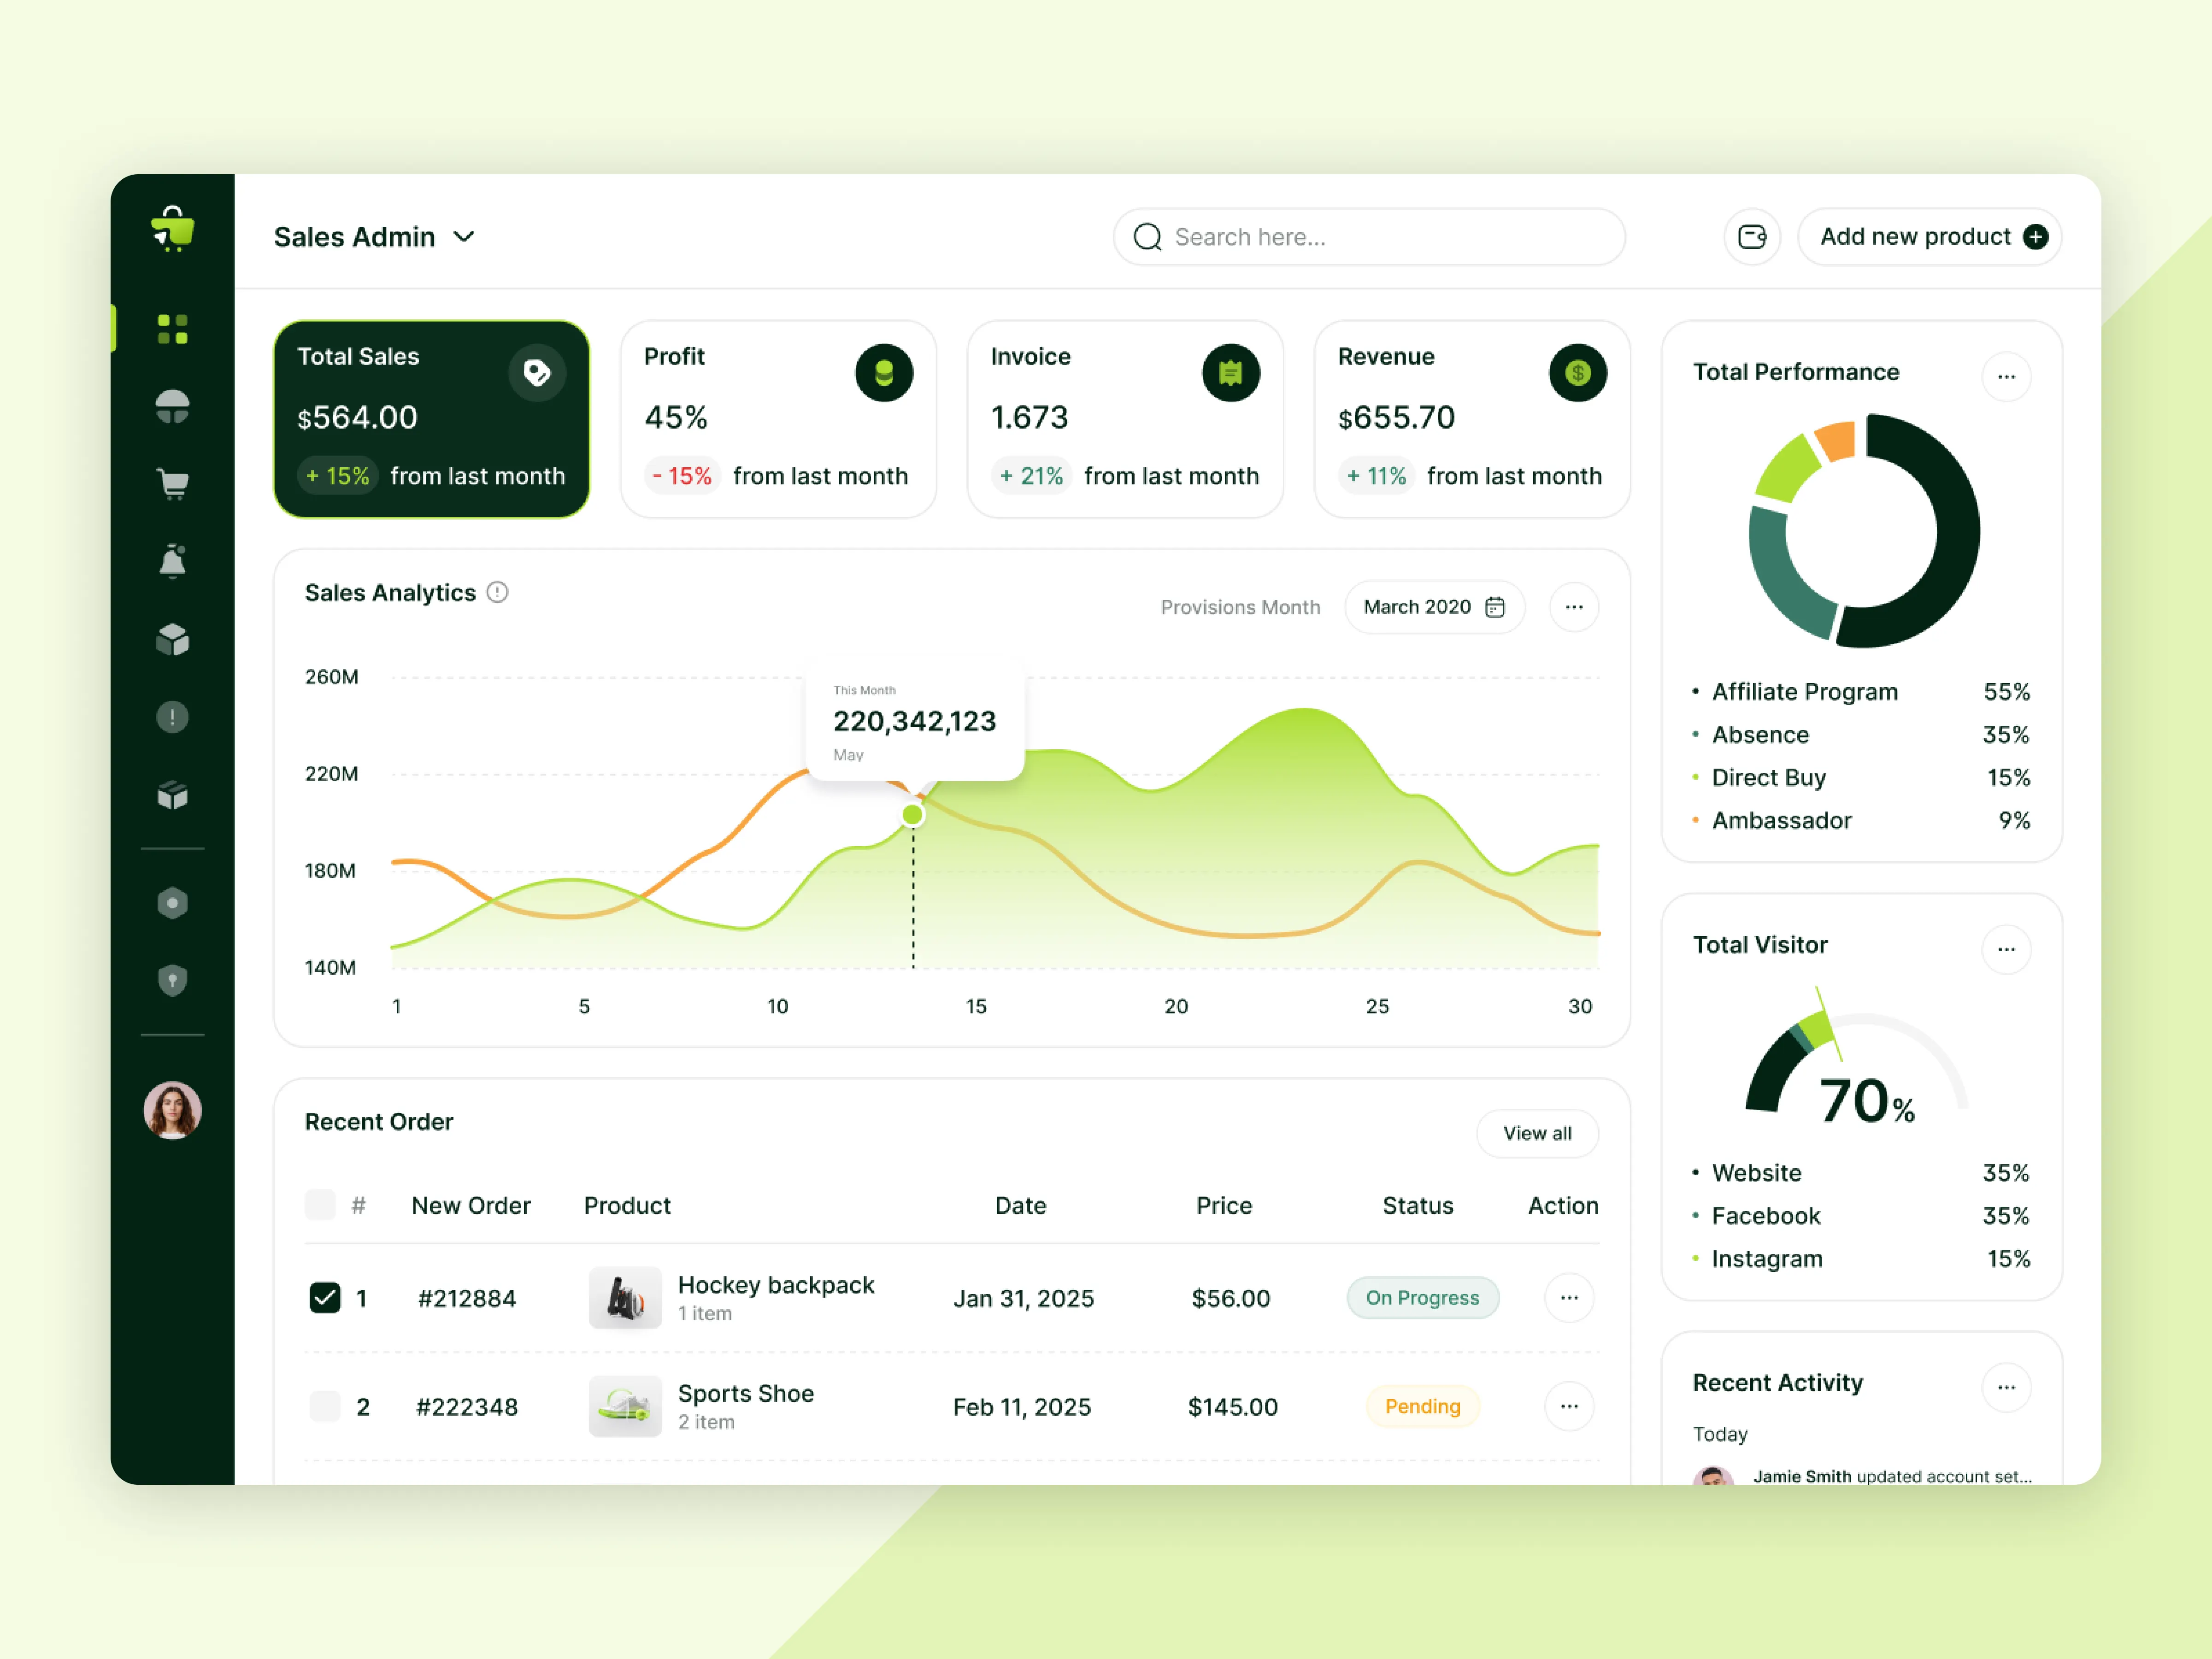 Sales Admin
Search here...
Add new product
Total Sales
$564.00
+ 15% from last month
Profit
45%
- 15% from last month
Invoice
1.673
+ 21% from last month
Revenue
$655.70
+ 11% from last month
Sales Analytics
Provisions Month
March 2020
260M
220M
180M
140M
This Month
220,342,123
May
1 5 10 15 20 25 30
Recent Order
View all
# New Order Product Date Price Status Action
1 #212884 Hockey backpack Jan 31, 2025 $56.00 On Progress
1 item
2 #222348 Sports Shoe Feb 11, 2025 $145.00 Pending
2 item
Total Performance
Affiliate Program 55%
Absence 35%
Direct Buy 15%
Ambassador 9%
Total Visitor
70%
Website 35%
Facebook 35%
Instagram 15%
Recent Activity
Today
Jamie Smith updated account set...